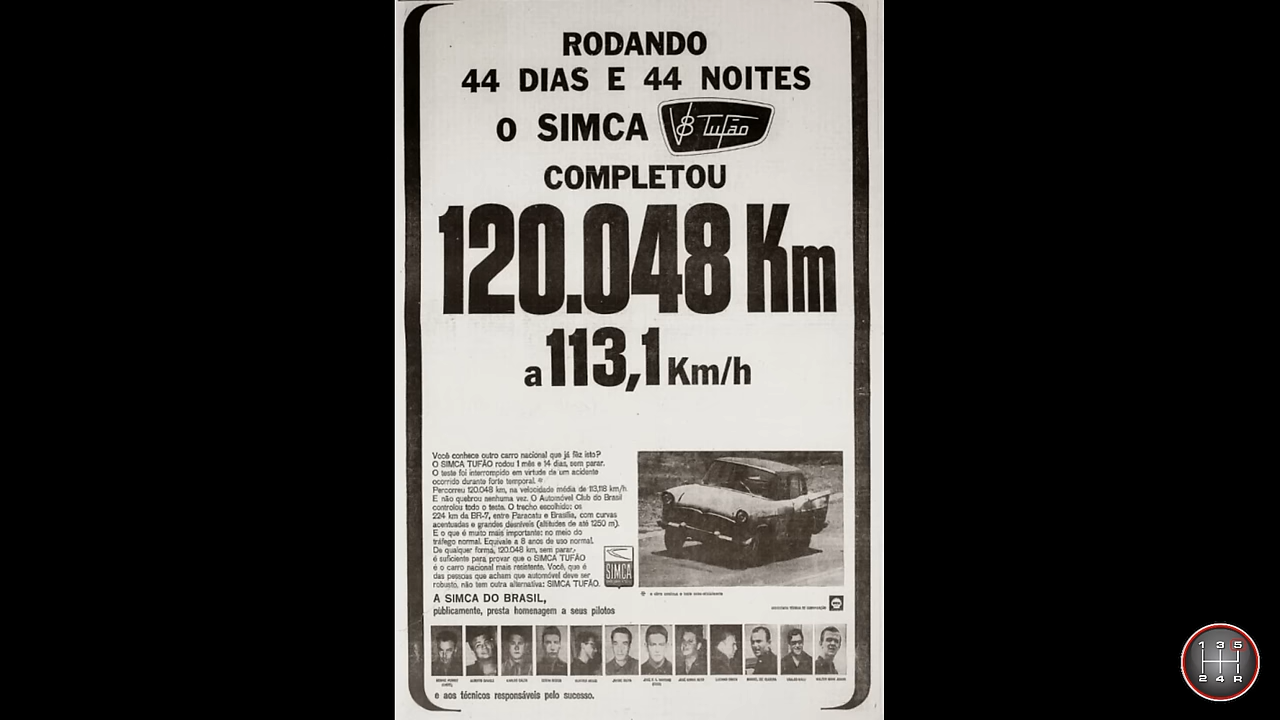 RODANDO
44 DIAS E 44 NOITES
O SIMCA V8 Tufão
COMPLETOU
120.048 Km
a 113,1 Km/h
Você conhece outro carro nacional que já fêz isto?
O SIMCA TUFÃO rodou 1 mês e 14 dias, sem parar.
O teste foi interrompido em virtude de um acidente
ocorrido durante forte temporal.
Percorreu 120.048 km, na velocidade média de 113,118 km/h.
E não quebrou nenhuma vez. O Automóvel Club do Brasil
controlou todo o teste. O trecho escolhido: os
224 km da BR-7, entre Paracatu e Brasília, com curvas
acentuadas e grandes desníveis (altitudes de até 1250 m).
E o que é muito mais importante: no meio do
tráfego normal. Equivale a 8 anos de uso normal.
De qualquer forma, 120.048 km, sem parar,
é suficiente para provar que o SIMCA TUFÃO
é o carro nacional mais resistente. Você, que é
das pessoas que acham que automóvel deve ser
robusto, não tem outra alternativa: SIMCA TUFÃO.
SIMCA
A SIMCA DO BRASIL,
públicamente, presta homenagem a seus pilotos
e aos técnicos responsáveis pelo sucesso.
1 3 5
2 4 R